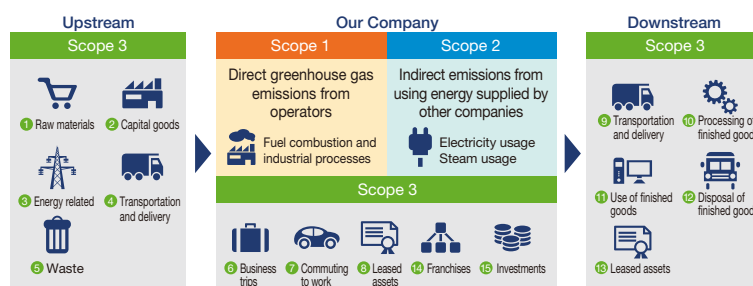 Upstream
Scope 3
1 Raw materials
2 Capital goods
3 Energy related
4 Transportation
and delivery
5 Waste
Our Company
Scope 1
Direct greenhouse gas
emissions from
operators
Fuel combustion and
industrial processes
Scope 2
Indirect emissions from
using energy supplied by
other companies
Electricity usage
Steam usage
Scope 3
6 Business
trips
7 Commuting
to work
8 Leased
assets
14 Franchises
15 Investments
Downstream
Scope 3
9 Transportation
and delivery
10 Processing of
finished good
11 Use of finished
goods
12 Disposal of
finished good
13 Leased assets